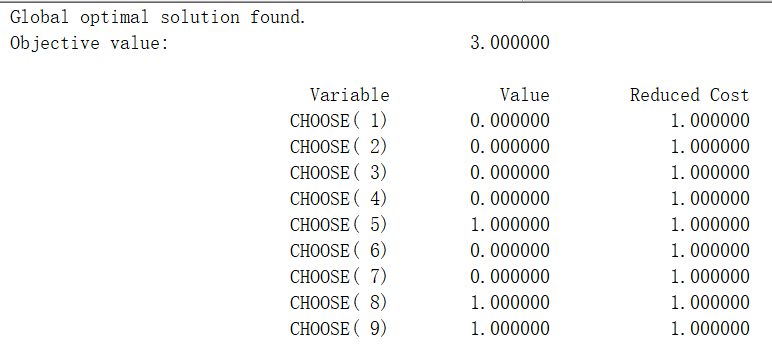 Global optimal solution found.
Objective value: 3.000000
Variable Value Reduced Cost
CHOOSE( 1) 0.000000 1.000000
CHOOSE( 2) 0.000000 1.000000
CHOOSE( 3) 0.000000 1.000000
CHOOSE( 4) 0.000000 1.000000
CHOOSE( 5) 1.000000 1.000000
CHOOSE( 6) 0.000000 1.000000
CHOOSE( 7) 0.000000 1.000000
CHOOSE( 8) 1.000000 1.000000
CHOOSE( 9) 1.000000 1.000000